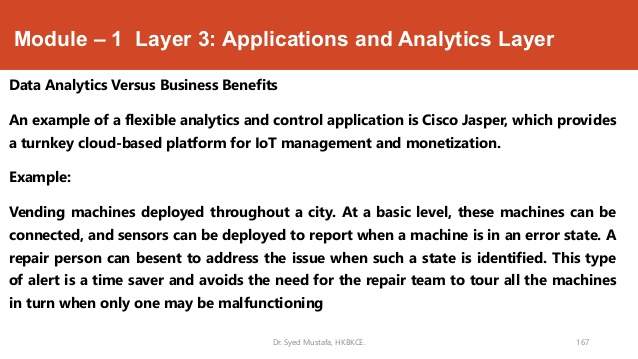 Module – 1 Layer 3: Applications and Analytics Layer
Data Analytics Versus Business Benefits
An example of a flexible analytics and control application is Cisco Jasper, which provides
a turnkey cloud-based platform for IoT management and monetization.
Example:
Vending machines deployed throughout a city. At a basic level, these machines can be
connected, and sensors can be deployed to report when a machine is in an error state. A
repair person can besent to address the issue when such a state is identified. This type
of alert is a time saver and avoids the need for the repair team to tour all the machines
in turn when only one may be malfunctioning
Dr. Syed Mustafa, HKBKCE. 167